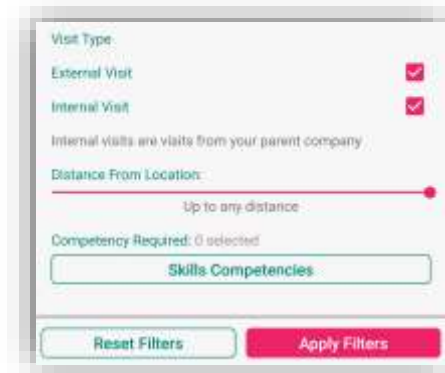 Visit Type
External Visit
Internal Visit
Internal visits are visits from your parent company
Distance From Location:
Up to any distance
Competency Required: 0 selected
Skills Competencies
Reset Filters
Apply Filters